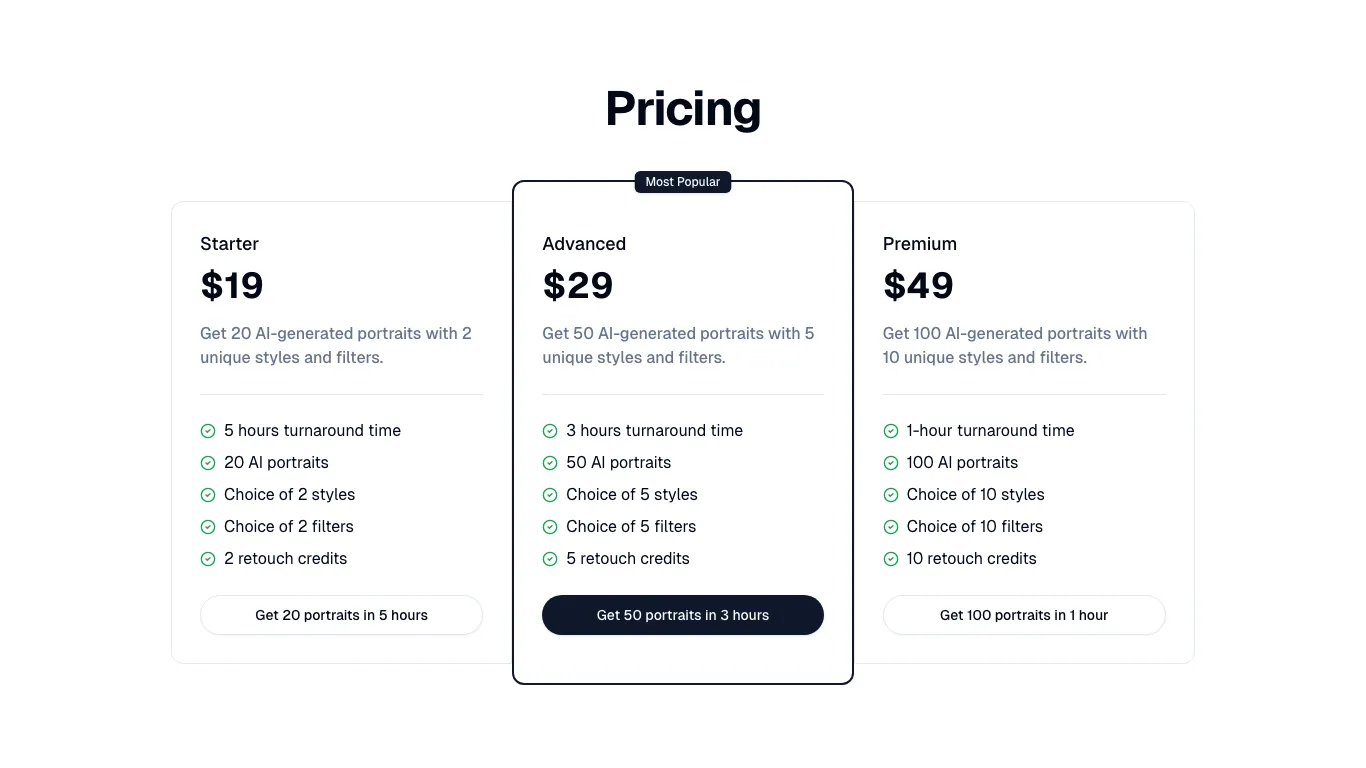 Pricing
Starter
$19
Get 20 AI-generated portraits with 2
unique styles and filters.
5 hours turnaround time
20 AI portraits
Choice of 2 styles
Choice of 2 filters
2 retouch credits
Get 20 portraits in 5 hours
Most Popular
Advanced
$29
Get 50 AI-generated portraits with 5
unique styles and filters.
3 hours turnaround time
50 AI portraits
Choice of 5 styles
Choice of 5 filters
5 retouch credits
Get 50 portraits in 3 hours
Premium
$49
Get 100 AI-generated portraits with
10 unique styles and filters.
1-hour turnaround time
100 AI portraits
Choice of 10 styles
Choice of 10 filters
10 retouch credits
Get 100 portraits in 1 hour